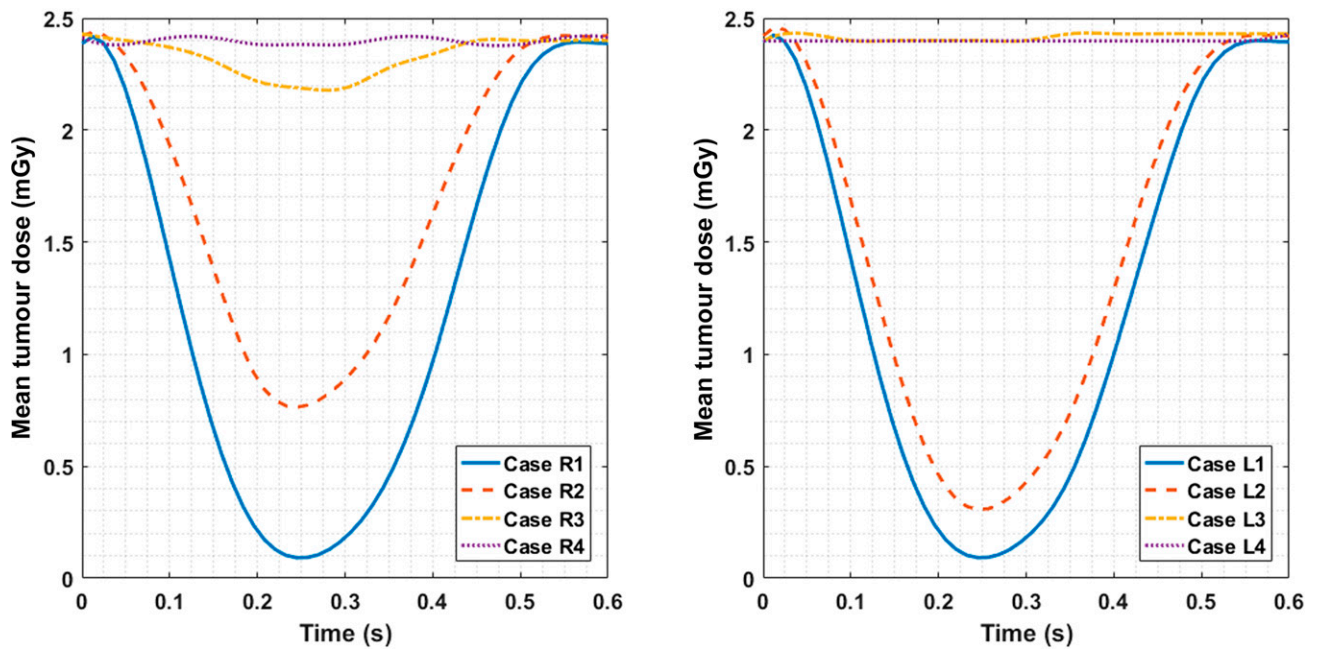 Mean tumour dose (mGy)
2.5
2
1.5
1
0.5
0
0
0.1
0.2
0.3
0.4
0.5
0.6
Time (s)
Case R1
Case R2
Case R3
Case R4
Mean tumour dose (mGy)
2.5
2
1.5
1
0.5
0
0
0.1
0.2
0.3
0.4
0.5
0.6
Time (s)
Case L1
Case L2
Case L3
Case L4